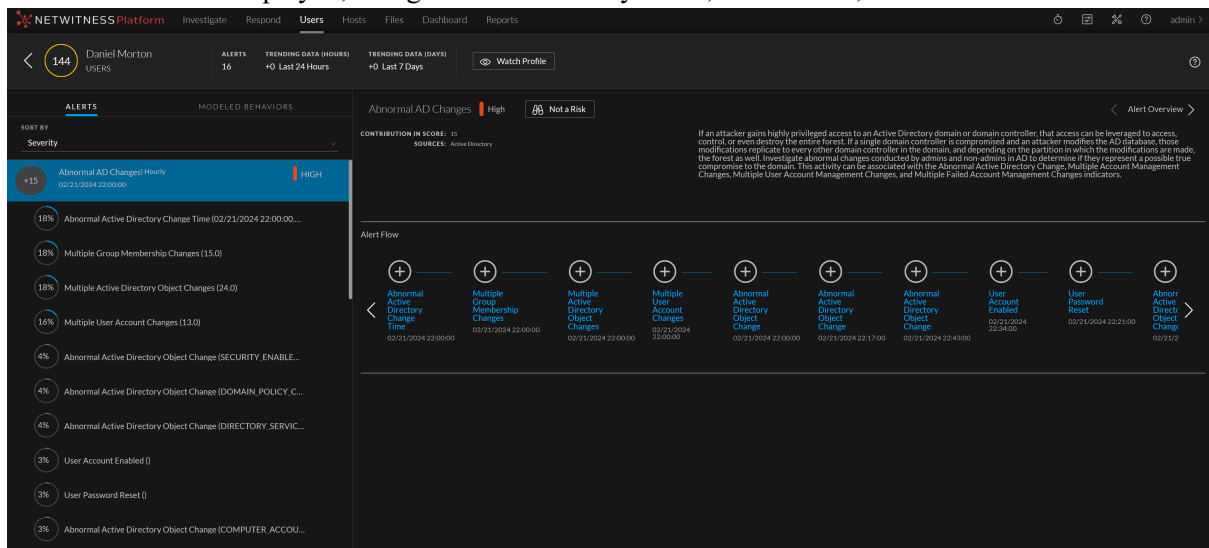 NETWITNESS Platform Investigate Respond Users Hosts Files Dashboard Reports admin >
144 Daniel Morton
USERS
ALERTS
16
TRENDING DATA (HOURS)
+0 Last 24 Hours
TRENDING DATA (DAYS)
+0 Last 7 Days
Watch Profile
ALERTS MODELED BEHAVIORS
SORT BY
Severity
+15 Abnormal AD Changes| Hourly HIGH
02/21/2024 22:00:00
18% Abnormal Active Directory Change Time (02/21/2024 22:00:00....
18% Multiple Group Membership Changes (15.0)
18% Multiple Active Directory Object Changes (24.0)
16% Multiple User Account Changes (13.0)
4% Abnormal Active Directory Object Change (SECURITY_ENABLE...
4% Abnormal Active Directory Object Change (DOMAIN_POLICY_C...
4% Abnormal Active Directory Object Change (DIRECTORY_SERVIC...
3% User Account Enabled ()
3% User Password Reset ()
3% Abnormal Active Directory Object Change (COMPUTER_ACCOU...
Abnormal AD Changes High Not a Risk Alert Overview
CONTRIBUTION IN SCORE: 15
SOURCES: Active Directory
If an attacker gains highly privileged access to an Active Directory domain or domain controller, that access can be leveraged to access,
control, or even destroy the entire forest. If a single domain controller is compromised and an attacker modifies the AD database, those
modifications replicate to every other domain controller in the domain, and depending on the partition in which the modifications are made,
the forest as well. Investigate abnormal changes conducted by admins and non-admins in AD to determine if they represent a possible true
compromise to the domain. This activity can be associated with the Abnormal Active Directory Change, Multiple Account Management
Changes, Multiple User Account Management Changes, and Multiple Failed Account Management Changes indicators.
Alert Flow
Abnormal
Active
Directory
Change
Time
02/21/2024 22:00:00
Multiple
Group
Membership
Changes
02/21/2024 22:00:00
Multiple
Active
Directory
Object
Changes
02/21/2024 22:00:00
Multiple
User
Account
Changes
02/21/2024
22:00:00
Abnormal
Active
Directory
Object
Change
02/21/2024 22:00:00
Abnormal
Active
Directory
Object
Change
02/21/2024 22:17:00
Abnormal
Active
Directory
Object
Change
02/21/2024 22:43:00
User
Account
Enabled
02/21/2024
22:34:00
User
Password
Reset
02/21/2024 22:21:00
Abnorr
Active
Directo
Object
Change
02/21/2